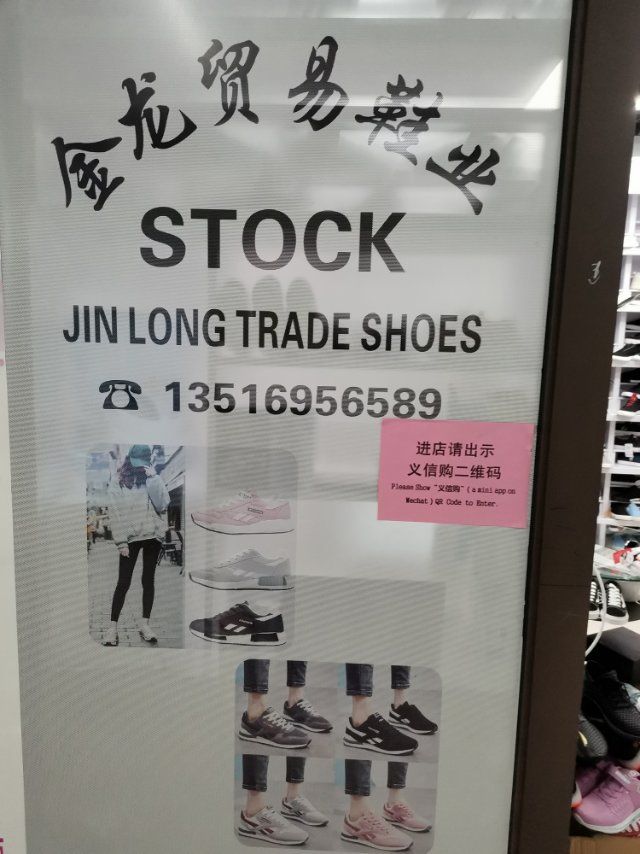 金龙贸易鞋业
STOCK
JIN LONG TRADE SHOES
☎ 13516956589
进店请出示
义信购二维码
Please Show "义信购" ( a mini app on
Wechat ) QR Code to Enter.